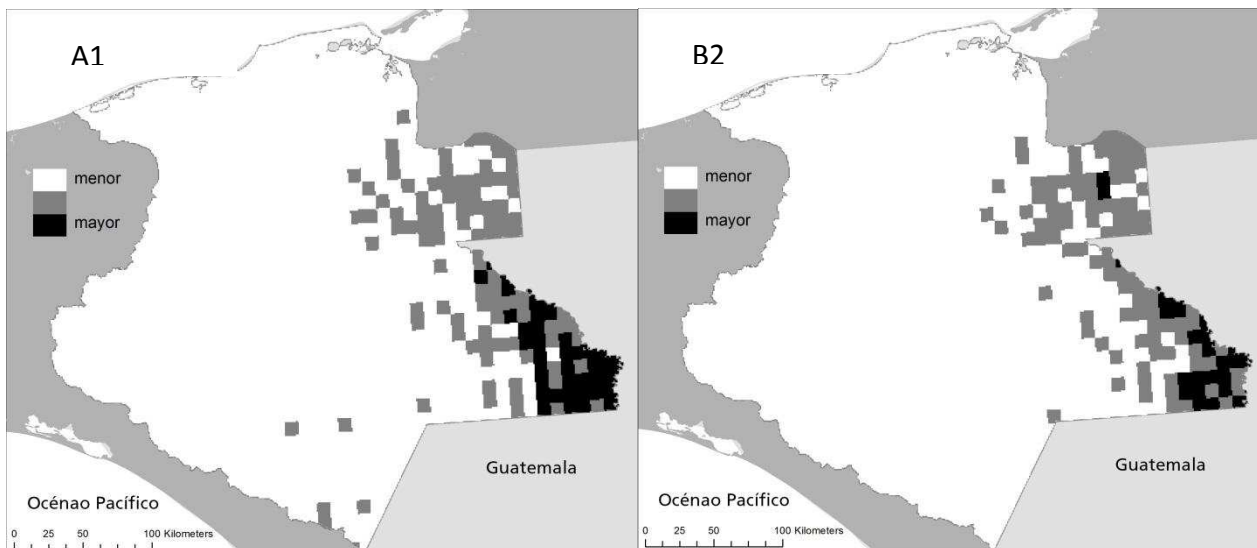 A1
menor
mayor
Guatemala
Océnao Pacífico
0 25 50 100 Kilometers
B2
menor
mayor
Guatemala
Océnao Pacífico
0 25 50 100 Kilometers